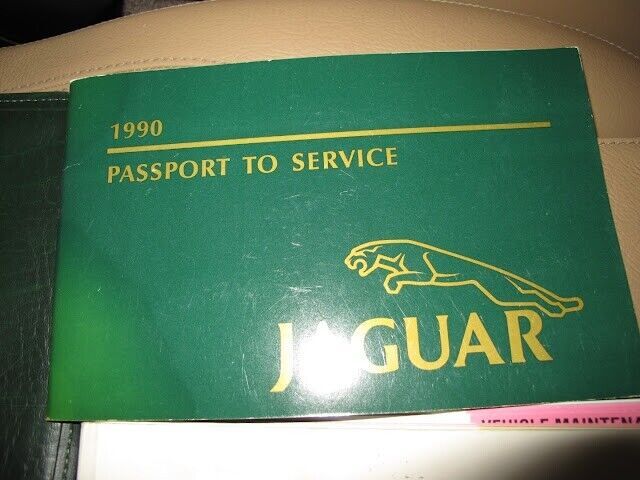 1990
PASSPORT TO SERVICE
JAGUAR
VEHICLE MAINTENA